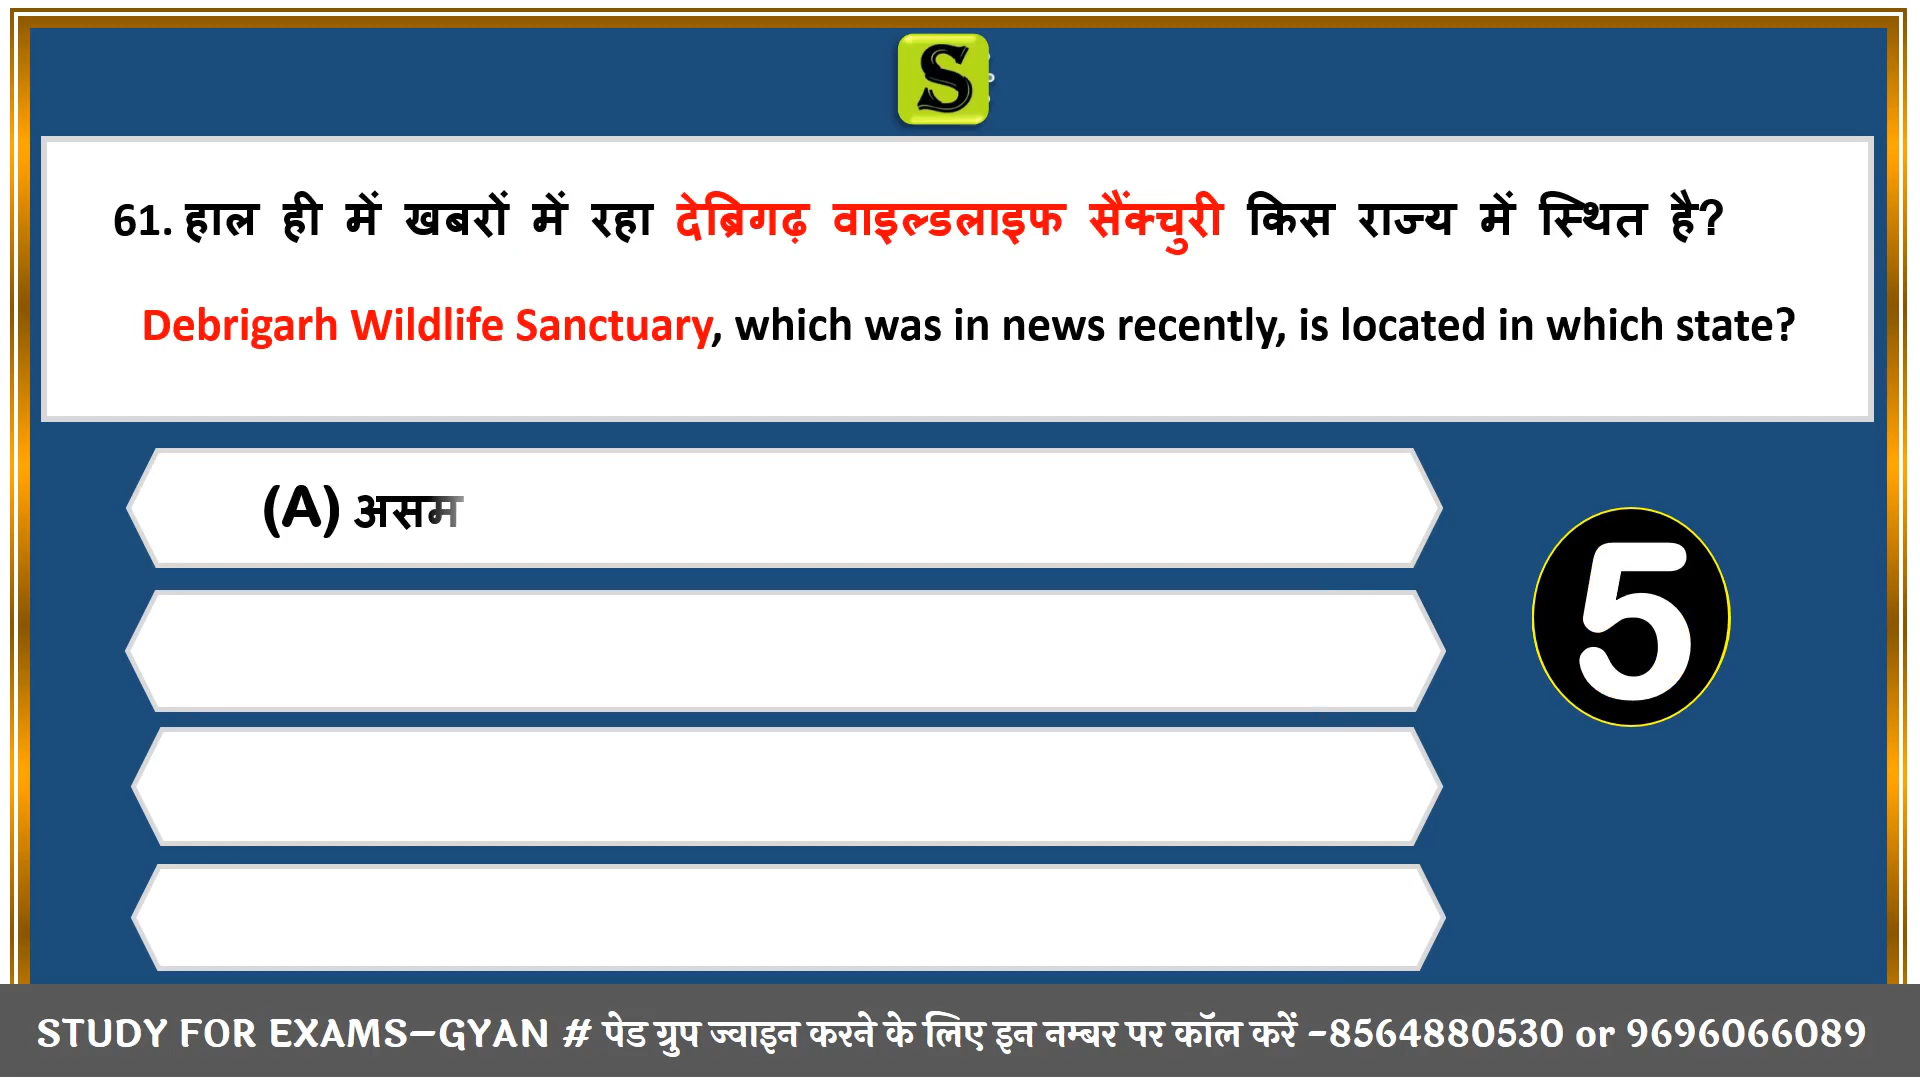 S
61. हाल ही में खबरों में रहा देब्रिगढ़ वाइल्डलाइफ सैंक्चुरी किस राज्य में स्थित है?
Debrigarh Wildlife Sanctuary, which was in news recently, is located in which state?
(A) असम
5
STUDY FOR EXAMS–GYAN # पेड ग्रुप ज्वाइन करने के लिए इन नम्बर पर कॉल करें -8564880530 or 9696066089